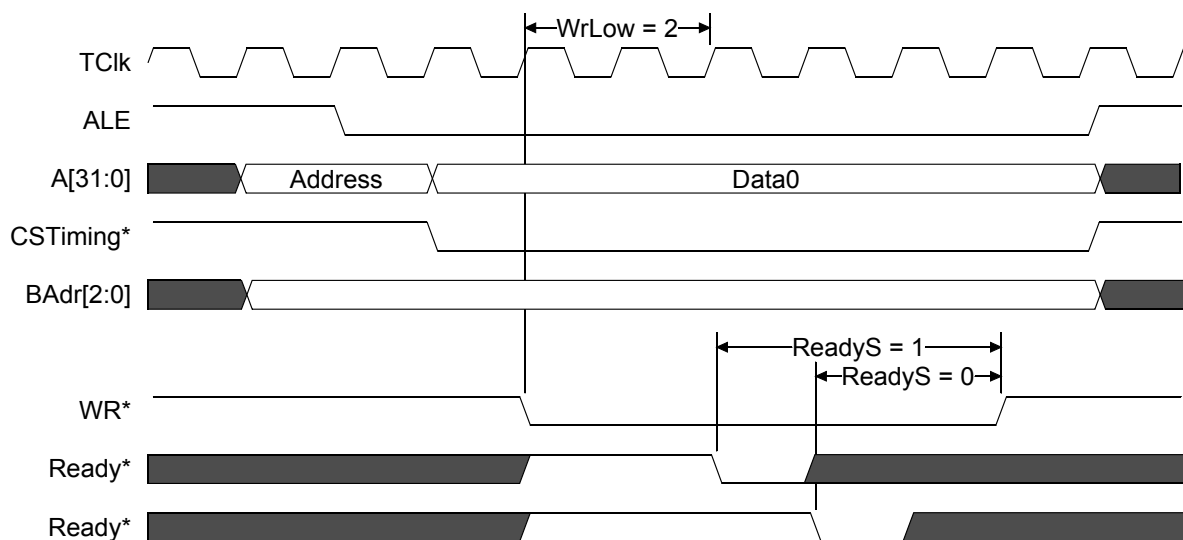 WrLow = 2
TClk
ALE
A[31:0] Address Data0
CSTiming*
BAdr[2:0]
ReadyS = 1
ReadyS = 0
WR*
Ready*
Ready*